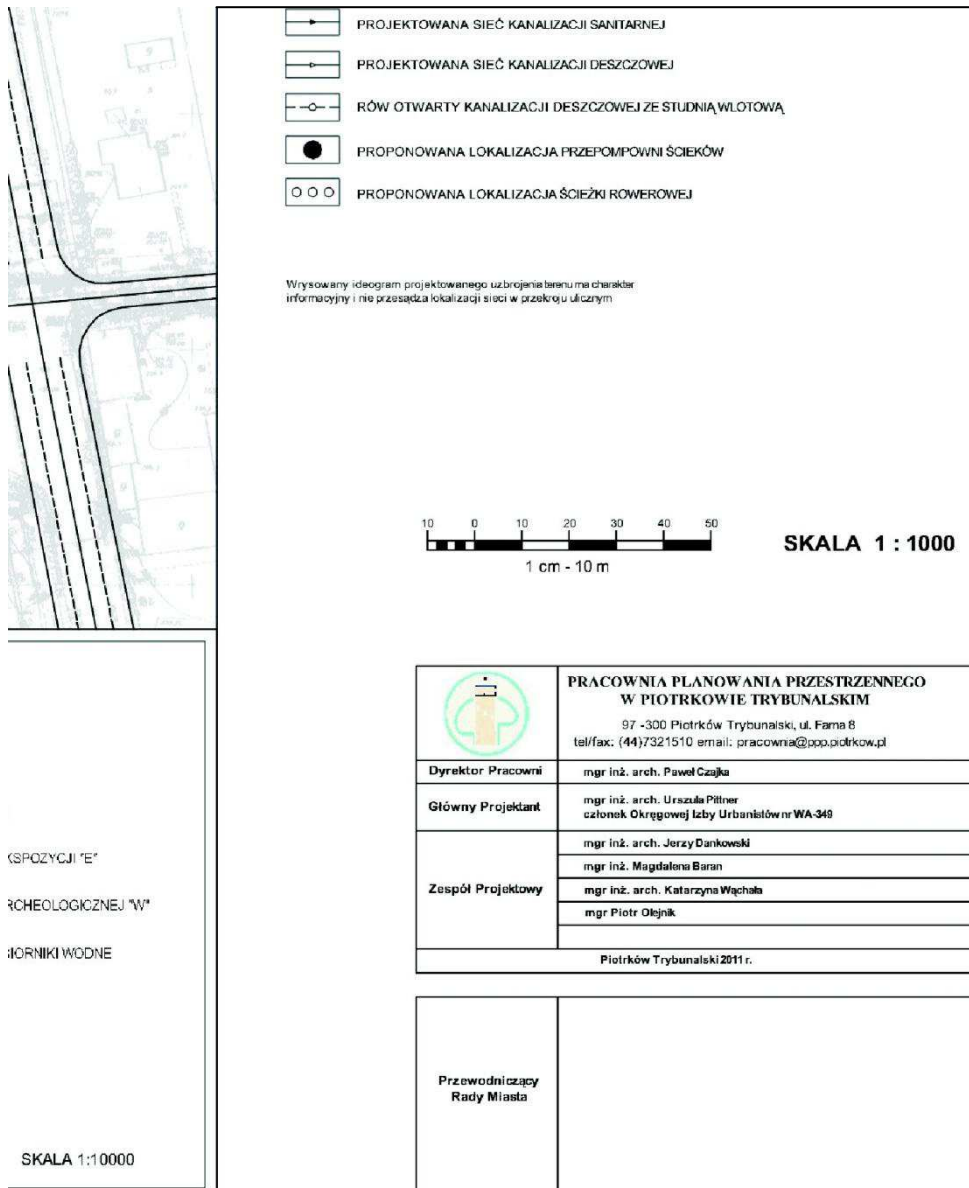 PROJEKTOWANA SIEĆ KANALIZACJI SANITARNEJ
PROJEKTOWANA SIEĆ KANALIZACJI DESZCZOWEJ
RÓW OTWARTY KANALIZACJI DESZCZOWEJ ZE STUDNIĄ WLOTOWĄ
PROPONOWANA LOKALIZACJA PRZEPOMPOWNI ŚCIEKÓW
PROPONOWANA LOKALIZACJA ŚCIEŻKI ROWEROWEJ
Wrysowany ideogram projektowanego uzbrojenia terenu ma charakter
informacyjny i nie przesądza lokalizacji sieci w przekroju ulicznym
10 0 10 20 30 40 50
1 cm - 10 m
SKALA 1 : 1000
PRACOWNIA PLANOWANIA PRZESTRZENNEGO
W PIOTRKOWIE TRYBUNALSKIM
97 -300 Piotrków Trybunalski, ul. Farna 8
tel/fax: (44)7321510 email: pracownia@ppp.piotrkow.pl
Dyrektor Pracowni
mgr inż. arch. Paweł Czajka
Główny Projektant
mgr inż. arch. Urszula Pittner
członek Okręgowej Izby Urbanistów nr WA-349
Zespół Projektowy
mgr inż. arch. Jerzy Dankowski
mgr inż. Magdalena Baran
mgr inż. arch. Katarzyna Wąchała
mgr Piotr Olejnik
Piotrków Trybunalski 2011 r.
Przewodniczący
Rady Miasta
KSPOZYCJI "E"
RCHEOLOGICZNEJ "W"
BIORNIKI WODNE
SKALA 1:10000